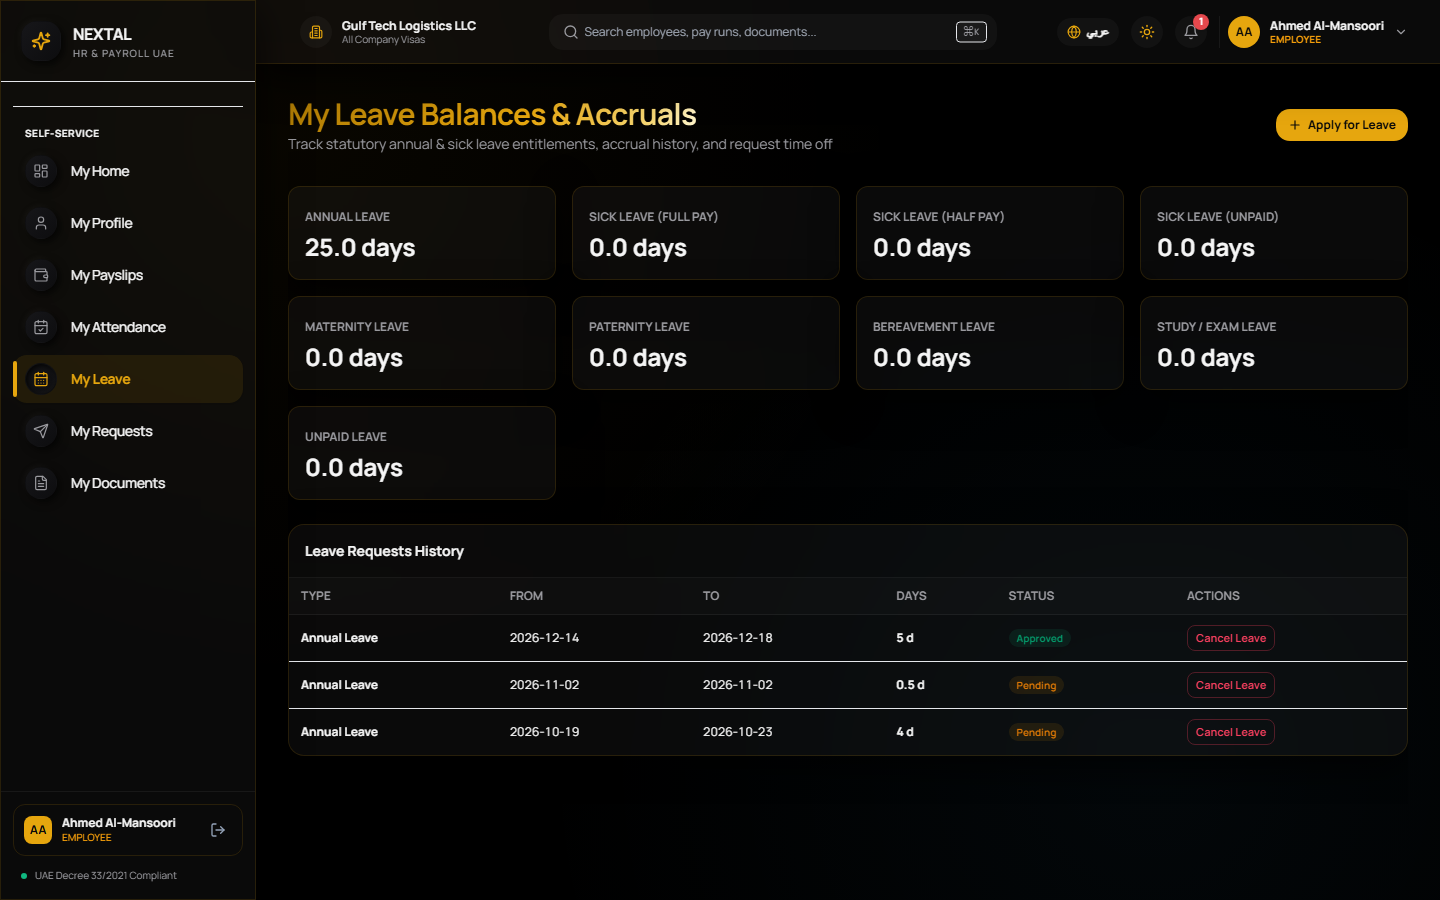 NEXTAL
HR & PAYROLL UAE
Gulf Tech Logistics LLC
All Company Visas
Search employees, pay runs, documents...
⌘K
عربي
1
AA
Ahmed Al-Mansoori
EMPLOYEE
SELF-SERVICE
My Home
My Profile
My Payslips
My Attendance
My Leave
My Requests
My Documents
AA
Ahmed Al-Mansoori
EMPLOYEE
UAE Decree 33/2021 Compliant
My Leave Balances & Accruals
Track statutory annual & sick leave entitlements, accrual history, and request time off
+ Apply for Leave
ANNUAL LEAVE
25.0 days
SICK LEAVE (FULL PAY)
0.0 days
SICK LEAVE (HALF PAY)
0.0 days
SICK LEAVE (UNPAID)
0.0 days
MATERNITY LEAVE
0.0 days
PATERNITY LEAVE
0.0 days
BEREAVEMENT LEAVE
0.0 days
STUDY / EXAM LEAVE
0.0 days
UNPAID LEAVE
0.0 days
Leave Requests History
TYPE FROM TO DAYS STATUS ACTIONS
Annual Leave 2026-12-14 2026-12-18 5 d Approved Cancel Leave
Annual Leave 2026-11-02 2026-11-02 0.5 d Pending Cancel Leave
Annual Leave 2026-10-19 2026-10-23 4 d Pending Cancel Leave